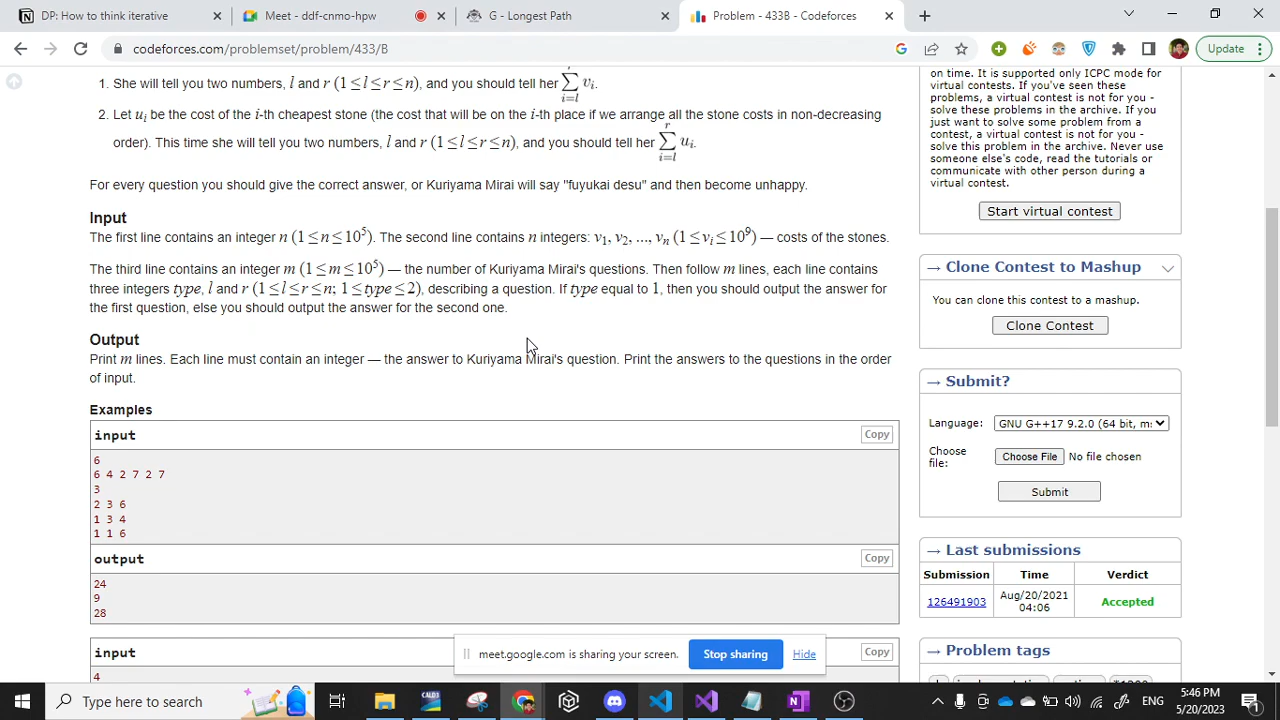 DP: How to think iterative
Meet - ddf-cnmo-hpw
G - Longest Path
Problem - 433B - Codeforces
codeforces.com/problemset/problem/433/B
Update
1. She will tell you two numbers, l and r (1 ≤ l ≤ r ≤ n), and you should tell her ∑_{i=l}^{r} v_i.
2. Let u_i be the cost of the i-th cheapest stone (the cost that will be on the i-th place if we arrange all the stone costs in non-decreasing
order). This time she will tell you two numbers, l and r (1 ≤ l ≤ r ≤ n), and you should tell her ∑_{i=l}^{r} u_i.
For every question you should give the correct answer, or Kuriyama Mirai will say "fuyukai desu" and then become unhappy.
Input
The first line contains an integer n (1 ≤ n ≤ 10^5). The second line contains n integers: v_1, v_2, ..., v_n (1 ≤ v_i ≤ 10^9) — costs of the stones.
The third line contains an integer m (1 ≤ m ≤ 10^5) — the number of Kuriyama Mirai's questions. Then follow m lines, each line contains
three integers type, l and r (1 ≤ l ≤ r ≤ n; 1 ≤ type ≤ 2), describing a question. If type equal to 1, then you should output the answer for
the first question, else you should output the answer for the second one.
Output
Print m lines. Each line must contain an integer — the answer to Kuriyama Mirai's question. Print the answers to the questions in the order
of input.
Examples
input
Copy
6
6 4 2 7 2 7
3
2 3 6
1 3 4
1 1 6
output
Copy
24
9
28
input
Copy
4
on time. It is supported only ICPC mode for
virtual contests. If you've seen these
problems, a virtual contest is not for you -
solve these problems in the archive. If you
just want to solve some problem from a
contest, a virtual contest is not for you -
solve this problem in the archive. Never use
someone else's code, read the tutorials or
communicate with other person during a
virtual contest.
Start virtual contest
→ Clone Contest to Mashup
You can clone this contest to a mashup.
Clone Contest
→ Submit?
Language:
GNU G++17 9.2.0 (64 bit, m
Choose
file:
Choose File No file chosen
Submit
→ Last submissions
Submission Time Verdict
126491903 Aug/20/2021
04:06 Accepted
→ Problem tags
meet.google.com is sharing your screen.
Stop sharing
Hide
Type here to search
CALD3
ENG
5:46 PM
5/20/2023
1